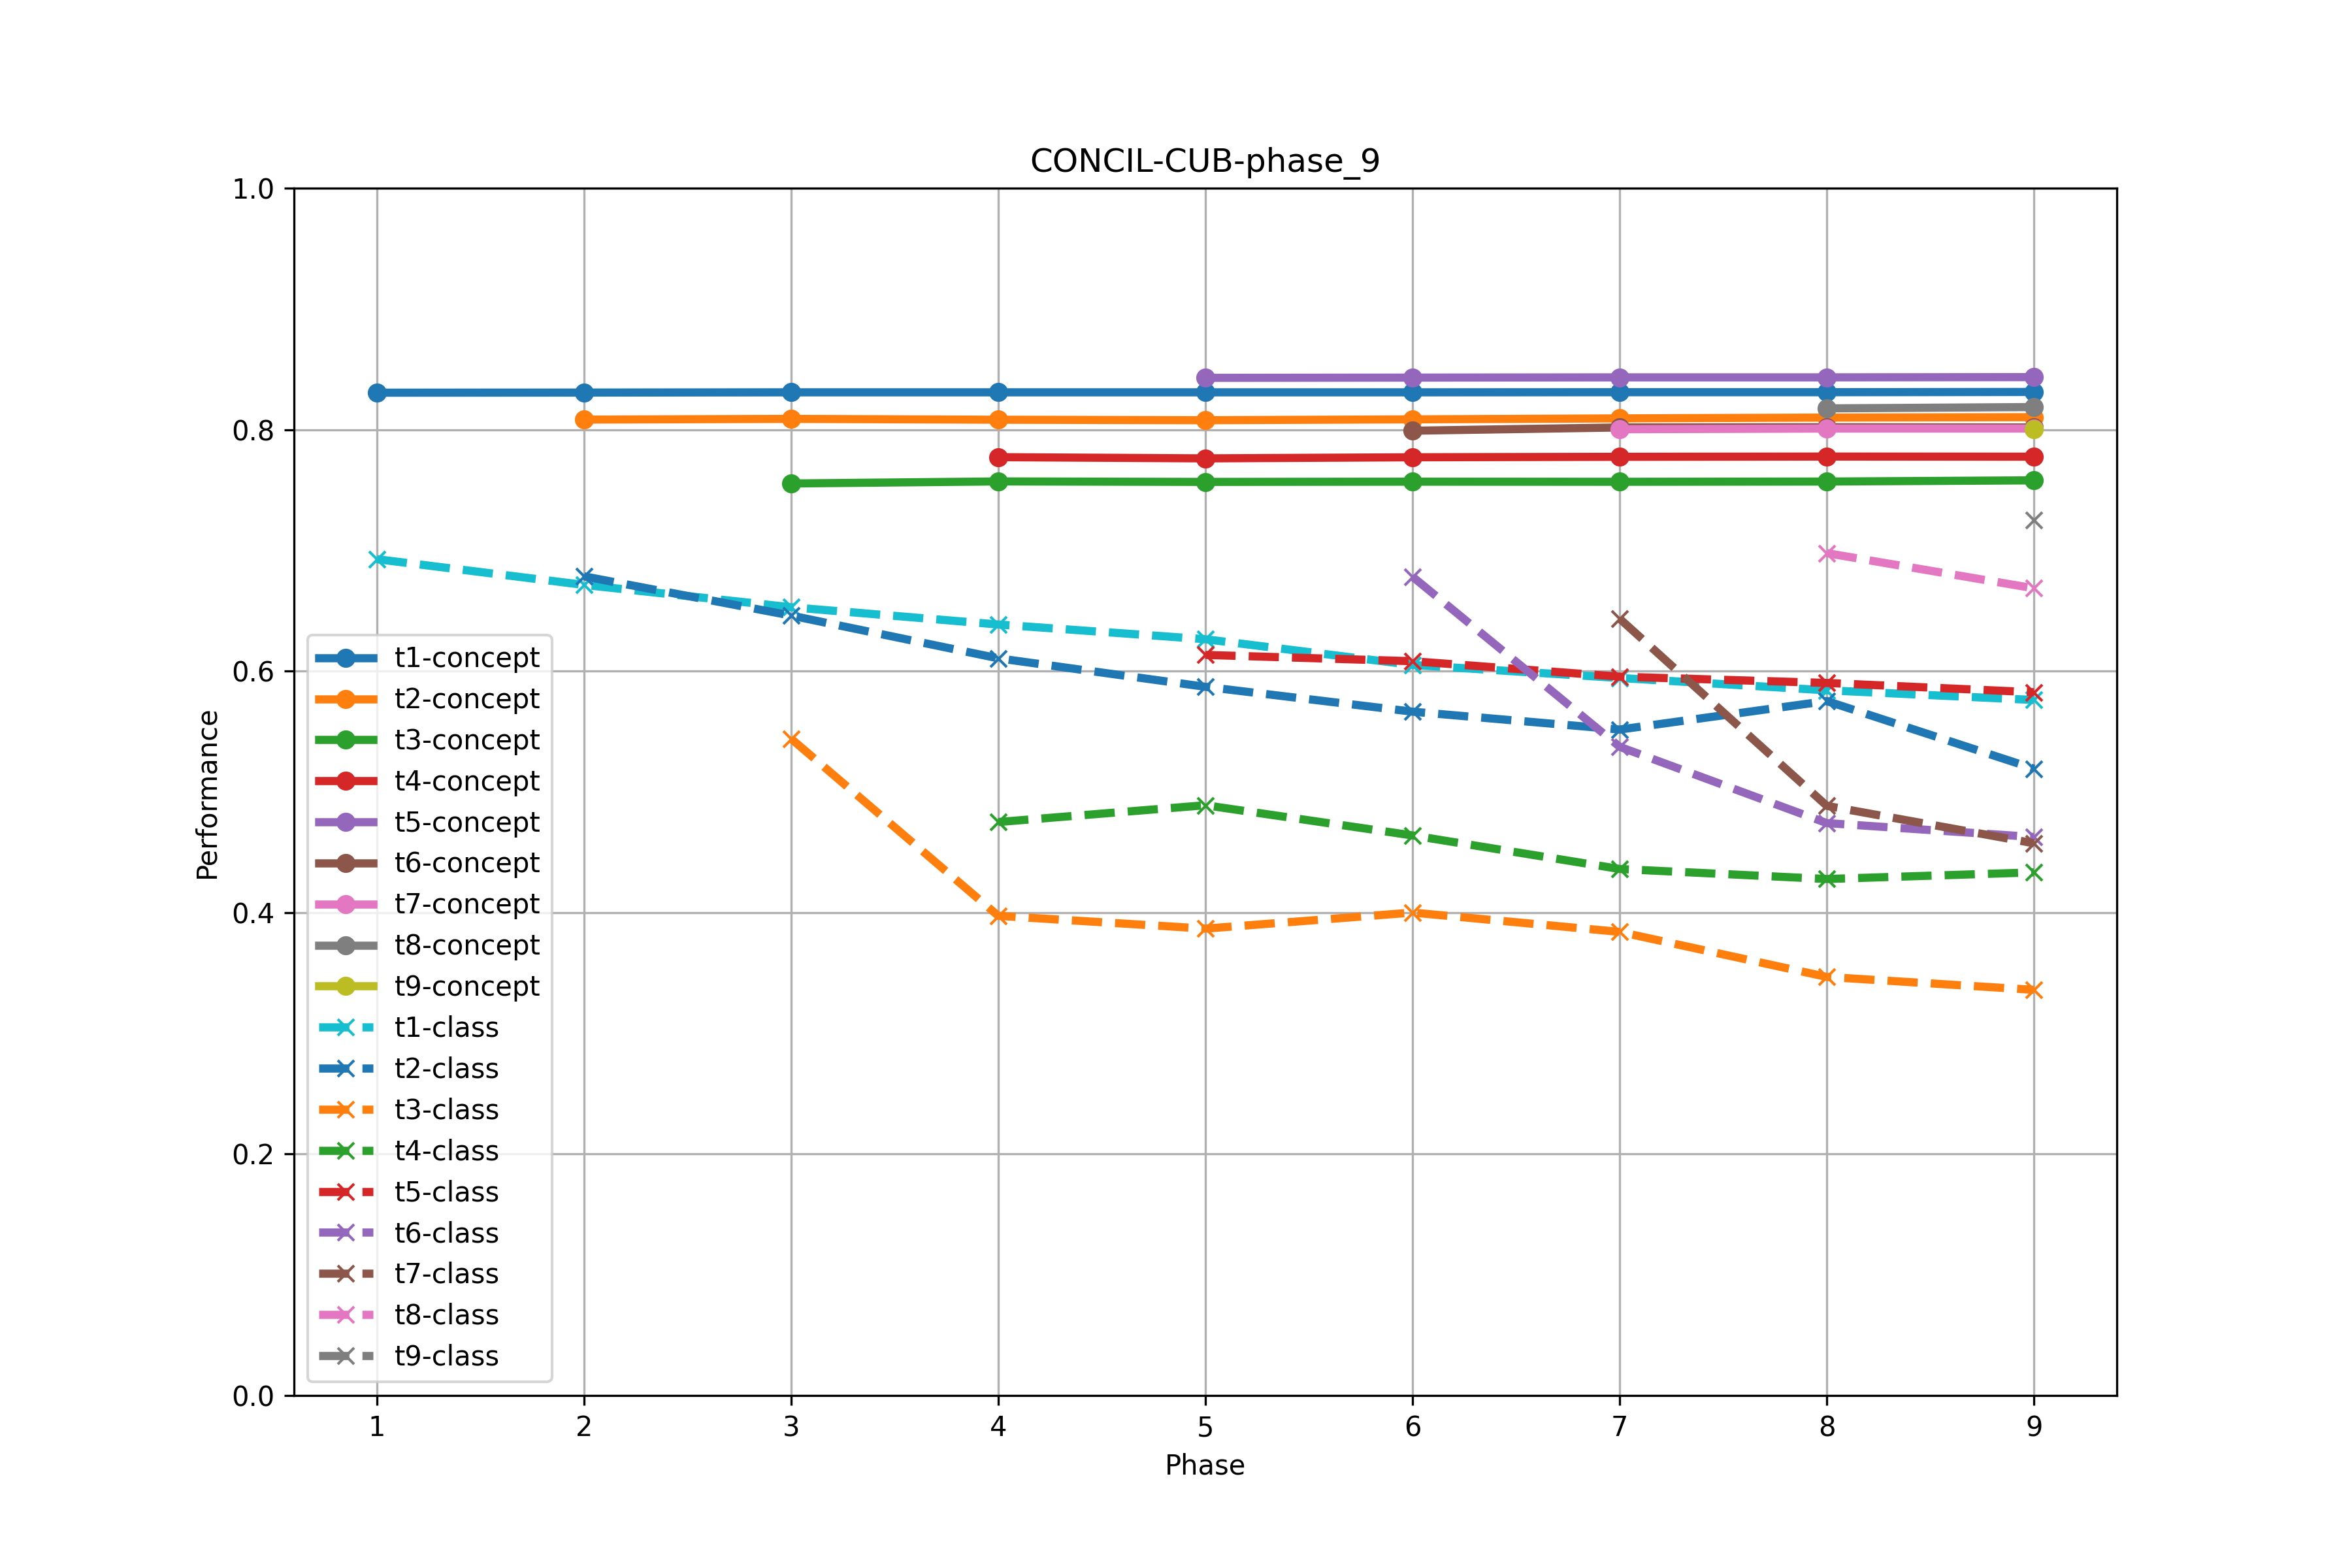 CONCIL-CUB-phase_9
1.0
0.8
0.6
0.4
0.2
0.0
Performance
t1-concept
t2-concept
t3-concept
t4-concept
t5-concept
t6-concept
t7-concept
t8-concept
t9-concept
t1-class
t2-class
t3-class
t4-class
t5-class
t6-class
t7-class
t8-class
t9-class
1 2 3 4 5 6 7 8 9
Phase